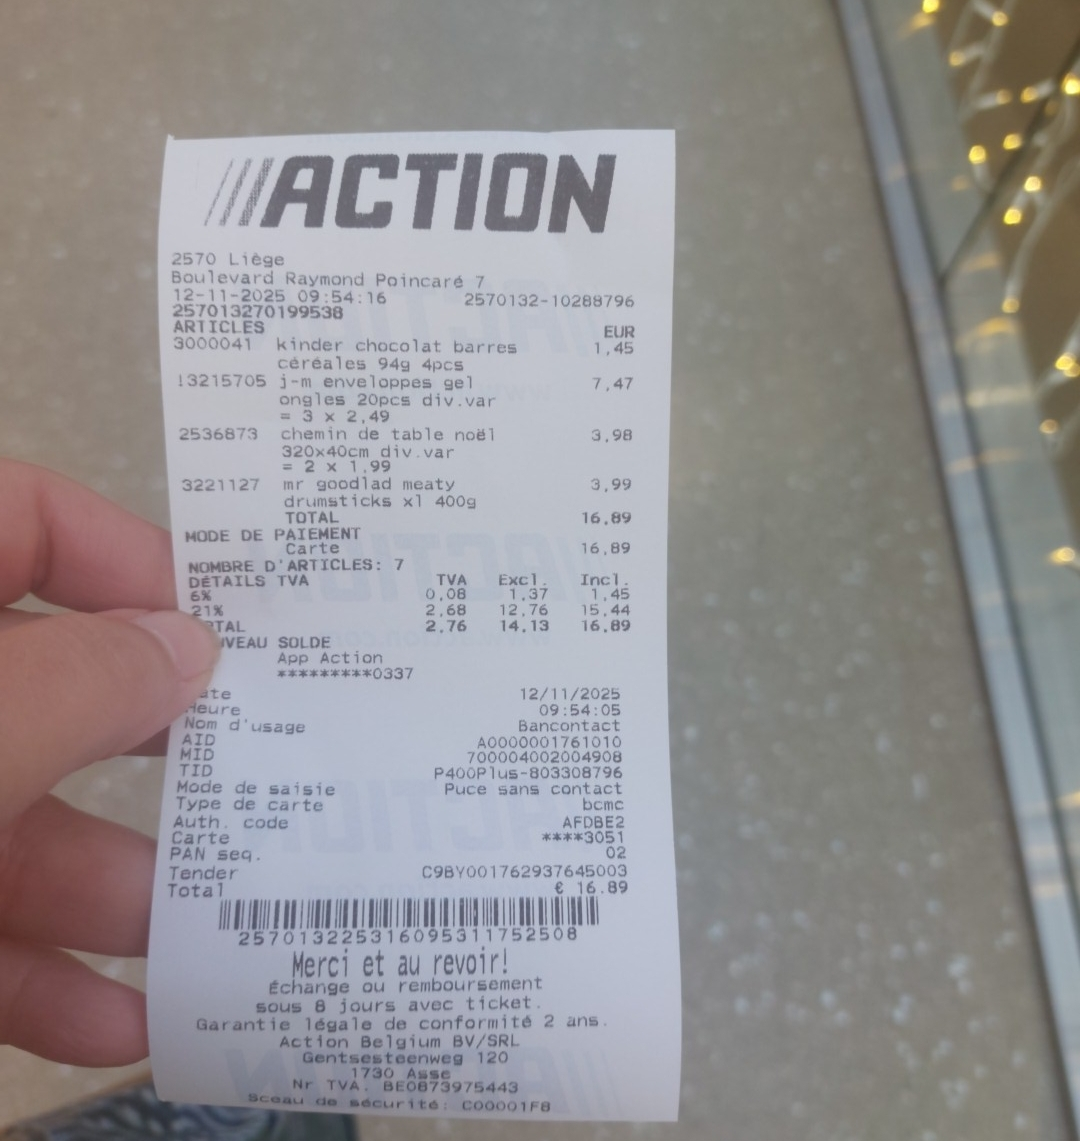 ///ACTION
2570 Liège
Boulevard Raymond Poincaré 7
12-11-2025 09:54:16 2570132-10288796
257013270199538
ARTICLES EUR
3000041 kinder chocolat barres 1,45
céréales 94g 4pcs
!3215705 j-m enveloppes gel 7,47
ongles 20pcs div.var
= 3 x 2,49
2536873 chemin de table noël 3,98
320x40cm div.var
= 2 x 1,99
3221127 mr goodlad meaty 3,99
drumsticks xl 400g
TOTAL 16,89
MODE DE PAIEMENT
Carte 16,89
NOMBRE D'ARTICLES: 7
DÉTAILS TVA TVA Excl. Incl.
6% 0,08 1,37 1,45
21% 2,68 12,76 15,44
TAL 2,76 14,13 16,89
VEAU SOLDE
App Action
*********0337
ate 12/11/2025
Heure 09:54:05
Nom d'usage Bancontact
AID A0000001761010
MID 700004002004908
TID P400Plus-803308796
Mode de saisie Puce sans contact
Type de carte bcmc
Auth. code AFDBE2
Carte ****3051
PAN seq. 02
Tender C9BY001762937645003
Total € 16.89
257013225316095311752508
Merci et au revoir!
Échange ou remboursement
sous 8 jours avec ticket.
Garantie légale de conformité 2 ans.
Action Belgium BV/SRL
Gentsesteenweg 120
1730 Asse
Nr TVA. BE0873975443
Sceau de sécurité: C00001F8